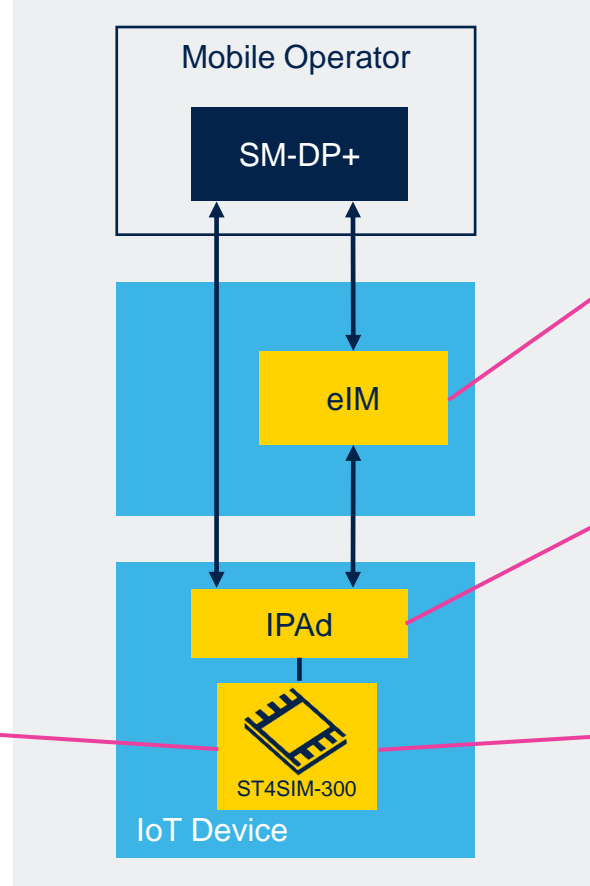 Mobile Operator
SM-DP+
eIM
IPAd
ST4SIM-300
IoT Device